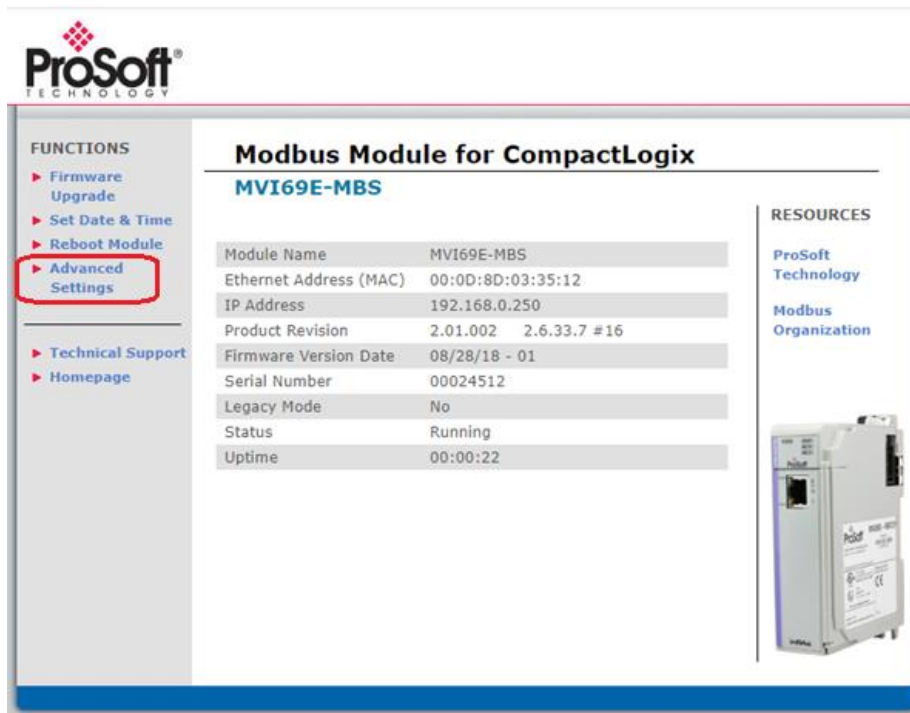 ProSoft®
TECHNOLOGY
FUNCTIONS
Firmware
Upgrade
Set Date & Time
Reboot Module
Advanced
Settings
Technical Support
Homepage
Modbus Module for CompactLogix
MVI69E-MBS
Module Name MVI69E-MBS
Ethernet Address (MAC) 00:0D:8D:03:35:12
IP Address 192.168.0.250
Product Revision 2.01.002 2.6.33.7 #16
Firmware Version Date 08/28/18 - 01
Serial Number 00024512
Legacy Mode No
Status Running
Uptime 00:00:22
RESOURCES
ProSoft
Technology
Modbus
Organization
ProSoft